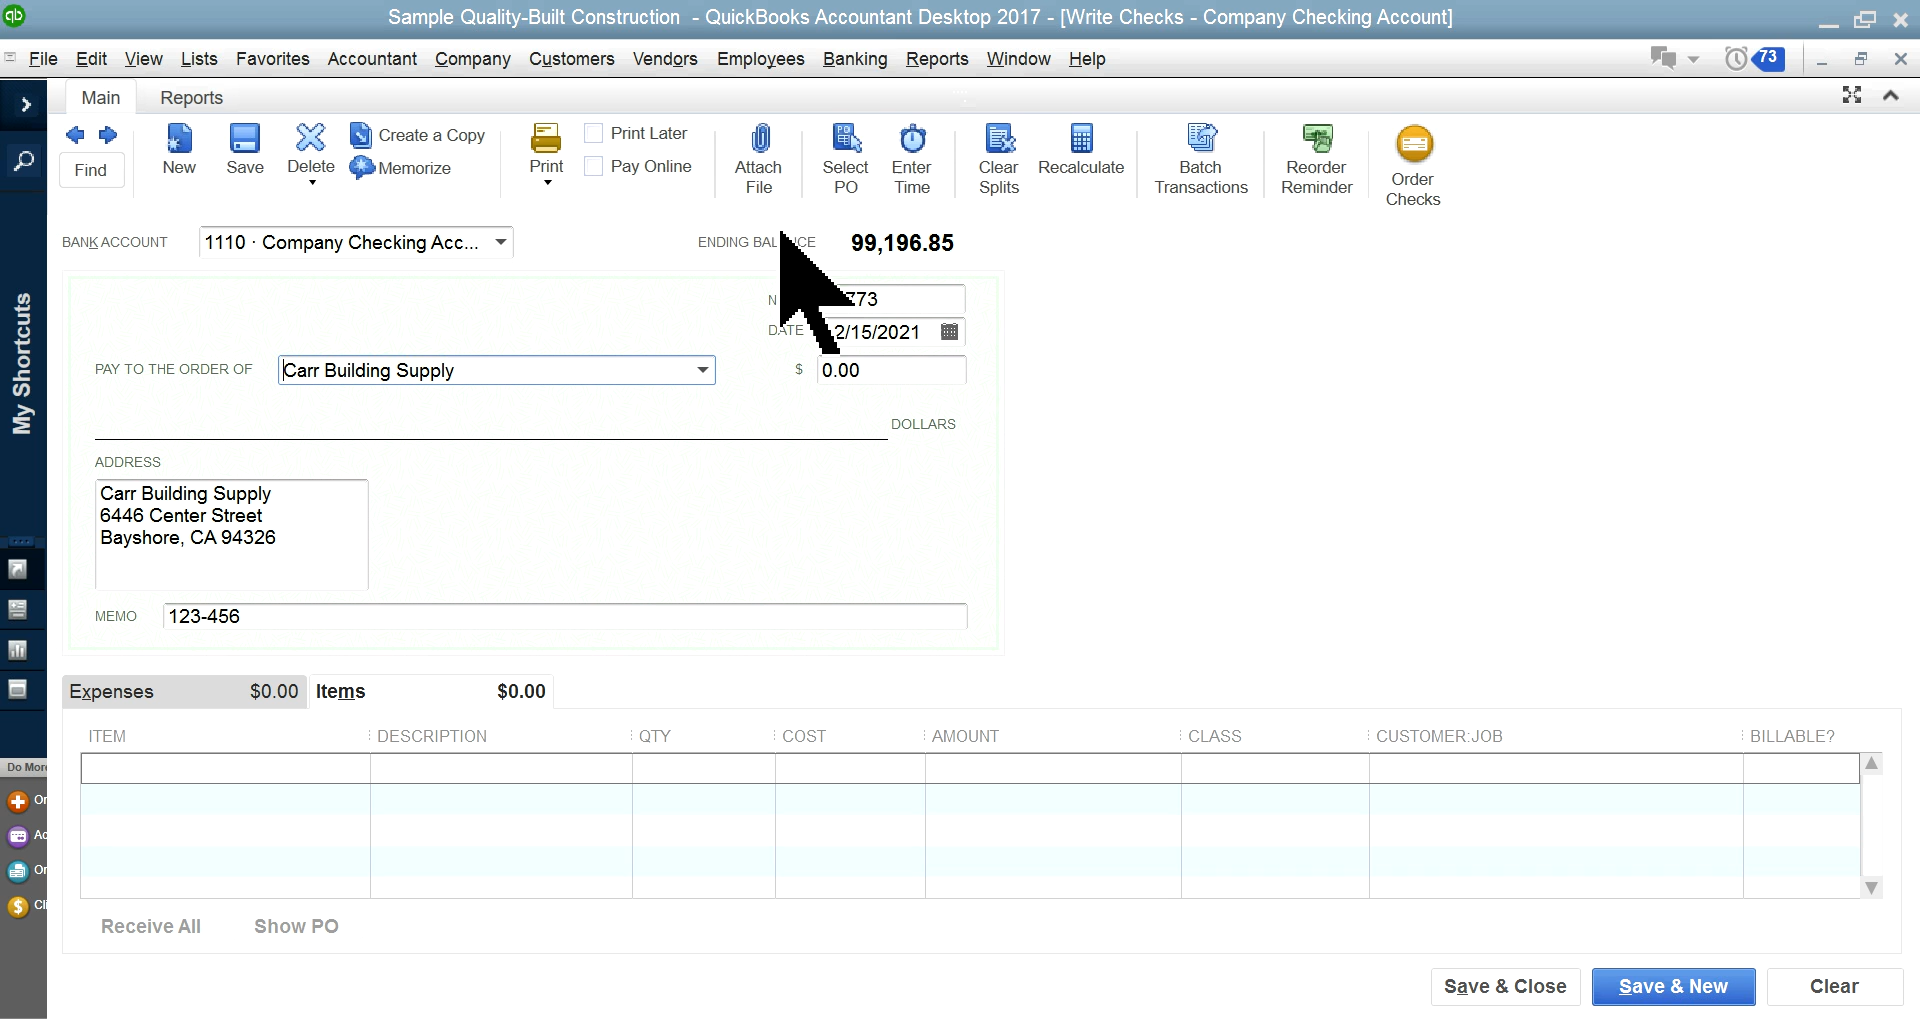 qb
Sample Quality-Built Construction - QuickBooks Accountant Desktop 2017 - [Write Checks - Company Checking Account]
File Edit View Lists Favorites Accountant Company Customers Vendors Employees Banking Reports Window Help
73
Main Reports
Find
New
Save
Delete
Create a Copy
Memorize
Print
Print Later
Pay Online
Attach
File
Select
PO
Enter
Time
Clear
Splits
Recalculate
Batch
Transactions
Reorder
Reminder
Order
Checks
My Shortcuts
BANK ACCOUNT 1110 · Company Checking Acc...
ENDING 99,196.85
DATE 2/15/2021
PAY TO THE ORDER OF Carr Building Supply $ 0.00
DOLLARS
ADDRESS
Carr Building Supply
6446 Center Street
Bayshore, CA 94326
MEMO 123-456
Expenses $0.00 Items $0.00
ITEM DESCRIPTION QTY COST AMOUNT CLASS CUSTOMER:JOB BILLABLE?
Do More
Receive All Show PO
Save & Close Save & New Clear